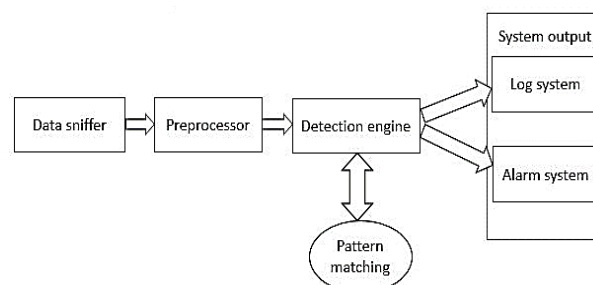 System output
Log system
Data sniffer
Preprocessor
Detection engine
Alarm system
Pattern
matching